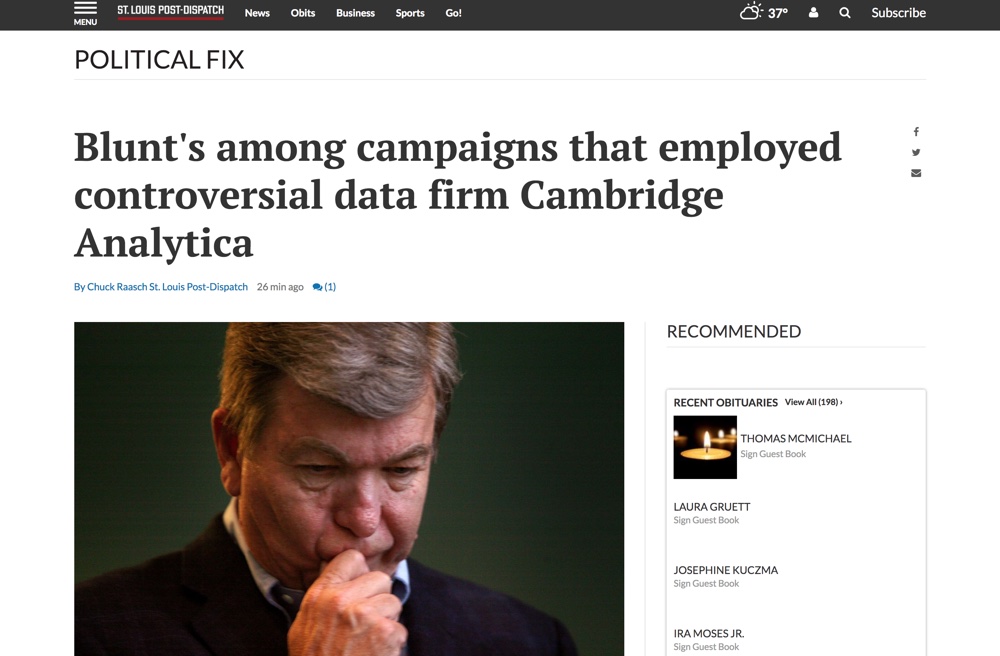 MENU
ST. LOUIS POST-DISPATCH
News
Obits
Business
Sports
Go!
37°
Subscribe
POLITICAL FIX
Blunt's among campaigns that employed
controversial data firm Cambridge
Analytica
By Chuck Raasch St. Louis Post-Dispatch 26 min ago (1)
RECOMMENDED
RECENT OBITUARIES View All (198) ›
THOMAS MCMICHAEL
Sign Guest Book
LAURA GRUETT
Sign Guest Book
JOSEPHINE KUCZMA
Sign Guest Book
IRA MOSES JR.
Sign Guest Book